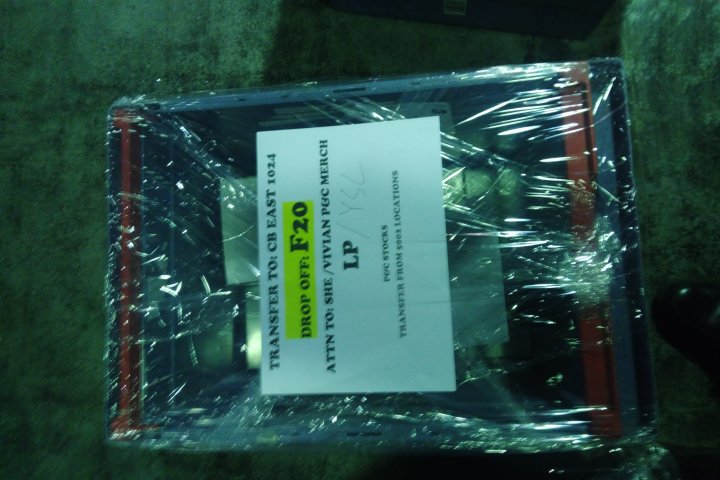 TRANSFER TO: CB EAST 1024
DROP OFF: F20
ATTN TO: SHE /VIVIAN P&C MERCH
LP / YSL
P&C STOCKS
TRANSFER FROM 5002 LOCATIONS